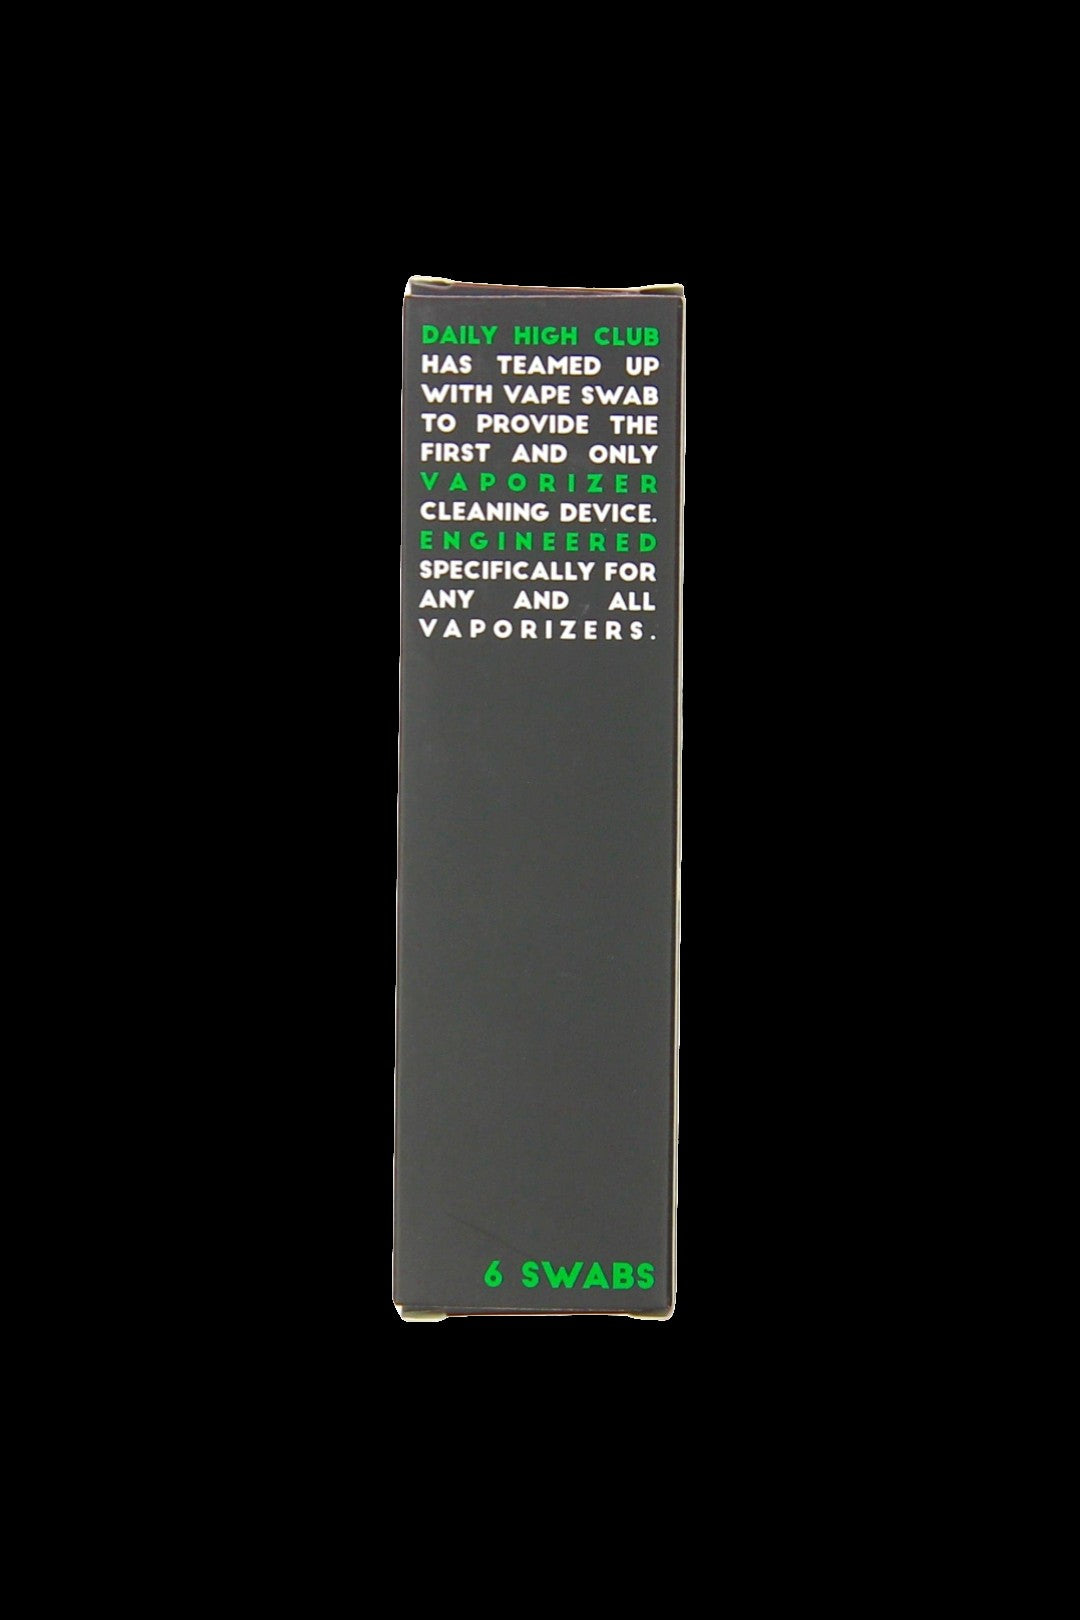 DAILY HIGH CLUB
HAS TEAMED UP
WITH VAPE SWAB
TO PROVIDE THE
FIRST AND ONLY
VAPORIZER
CLEANING DEVICE.
ENGINEERED
SPECIFICALLY FOR
ANY AND ALL
VAPORIZERS.
6 SWABS